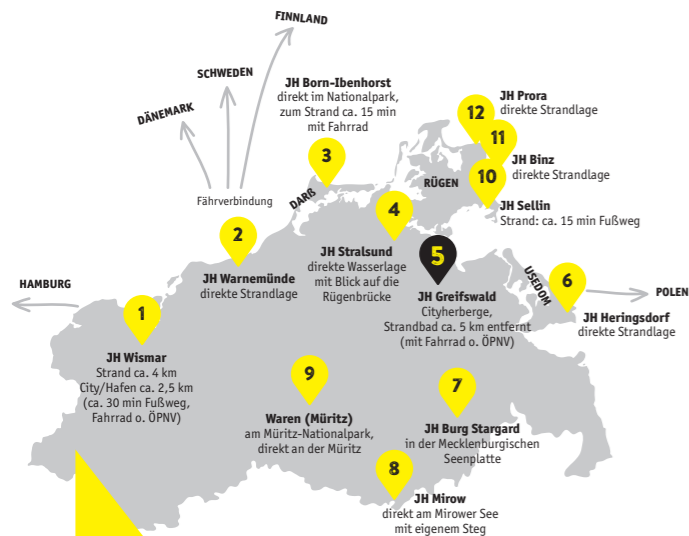 FINNLAND
SCHWEDEN
DÄNEMARK
Fährverbindung
JH Born-Ibenhorst
direkt im Nationalpark,
zum Strand ca. 15 min
mit Fahrrad
3
DARß
12
JH Prora
direkte Strandlage
11
JH Binz
direkte Strandlage
RÜGEN
10
JH Sellin
Strand: ca. 15 min Fußweg
4
JH Stralsund
direkte Wasserlage
mit Blick auf die
Rügenbrücke
2
JH Warnemünde
direkte Strandlage
5
JH Greifswald
Cityherberge,
Strandbad ca. 5 km entfernt
(mit Fahrrad o. ÖPNV)
USEDOM
6
POLEN
JH Heringsdorf
direkte Strandlage
HAMBURG
1
JH Wismar
Strand ca. 4 km
City/Hafen ca. 2,5 km
(ca. 30 min Fußweg,
Fahrrad o. ÖPNV)
9
Waren (Müritz)
am Müritz-Nationalpark,
direkt an der Müritz
7
JH Burg Stargard
in der Mecklenburgischen
Seenplatte
8
JH Mirow
direkt am Mirower See
mit eigenem Steg